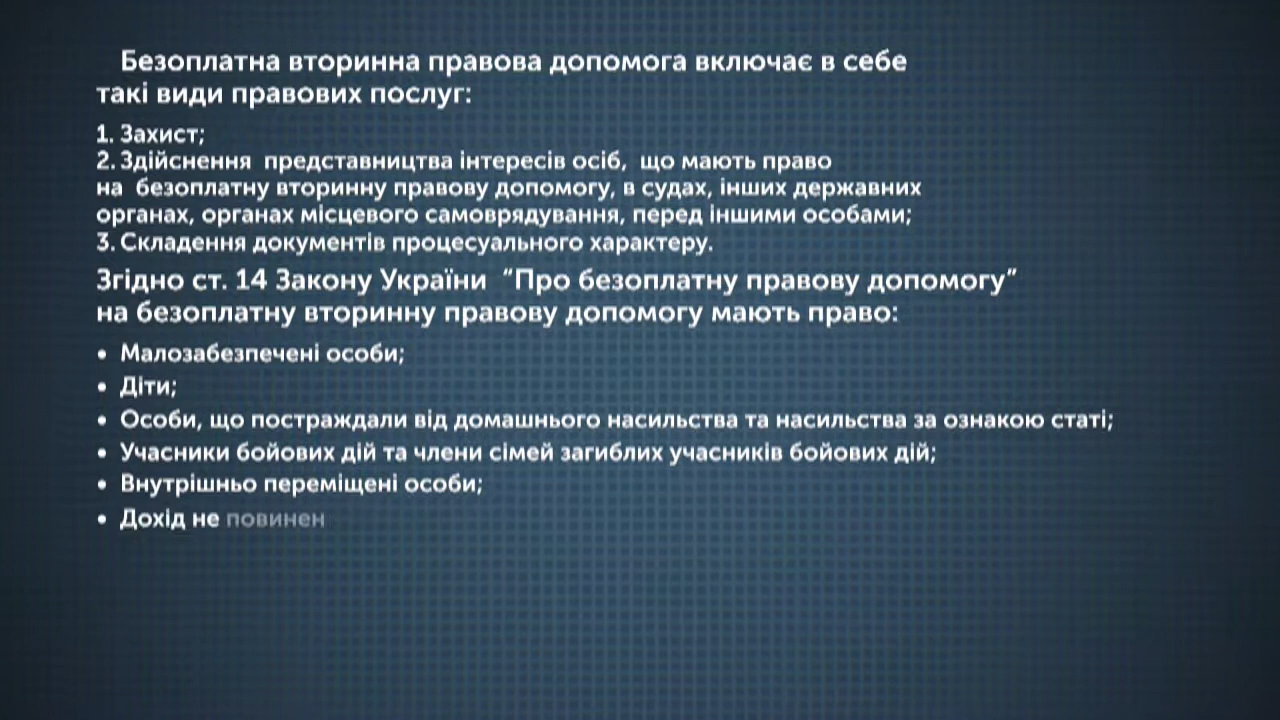 Безоплатна вторинна правова допомога включає в себе
такі види правових послуг:
1. Захист;
2. Здійснення представництва інтересів осіб, що мають право
на безоплатну вторинну правову допомогу, в судах, інших державних
органах, органах місцевого самоврядування, перед іншими особами;
3. Складення документів процесуального характеру.
Згідно ст. 14 Закону України “Про безоплатну правову допомогу”
на безоплатну вторинну правову допомогу мають право:
• Малозабезпечені особи;
• Діти;
• Особи, що постраждали від домашнього насильства та насильства за ознакою статі;
• Учасники бойових дій та члени сімей загиблих учасників бойових дій;
• Внутрішньо переміщені особи;
• Дохід не повинен